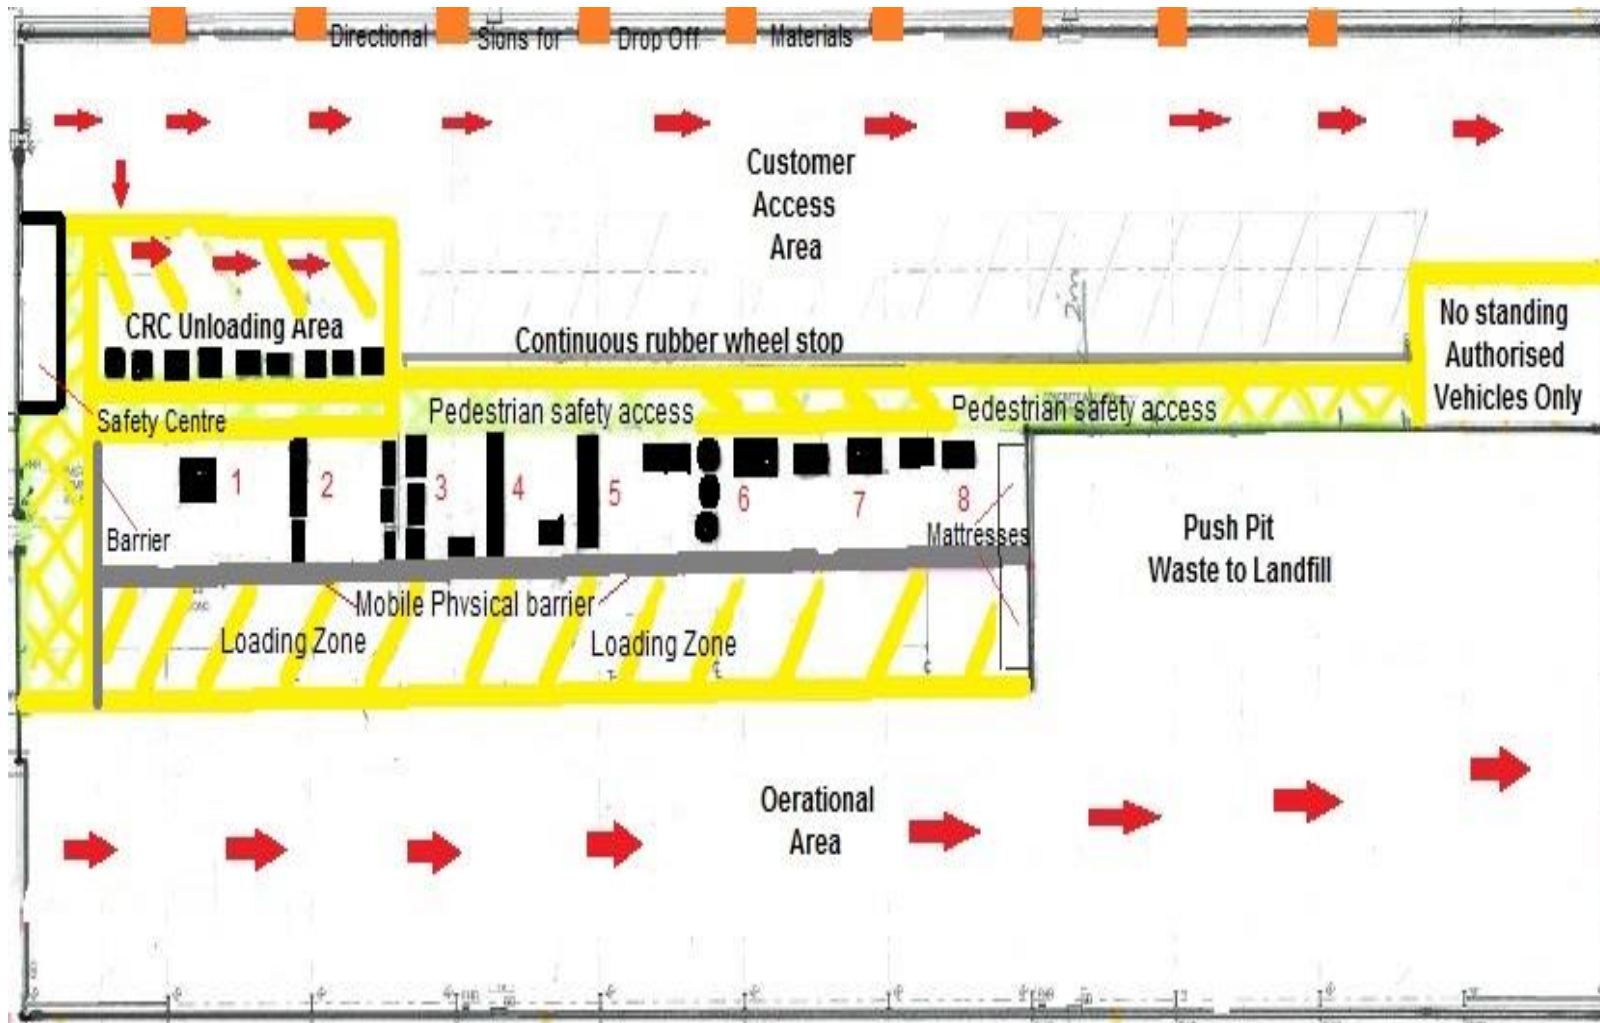 Directional Signs for Drop Off Materials
Customer
Access
Area
2m
CRC Unloading Area
Continuous rubber wheel stop
No standing
Authorised
Vehicles Only
Safety Centre
Pedestrian safety access
Pedestrian safety access
1 2 3 4 5 6 7 8
Barrier
Mattresses
Push Pit
Waste to Landfill
Mobile Physical barrier
Loading Zone
Loading Zone
Oerational
Area